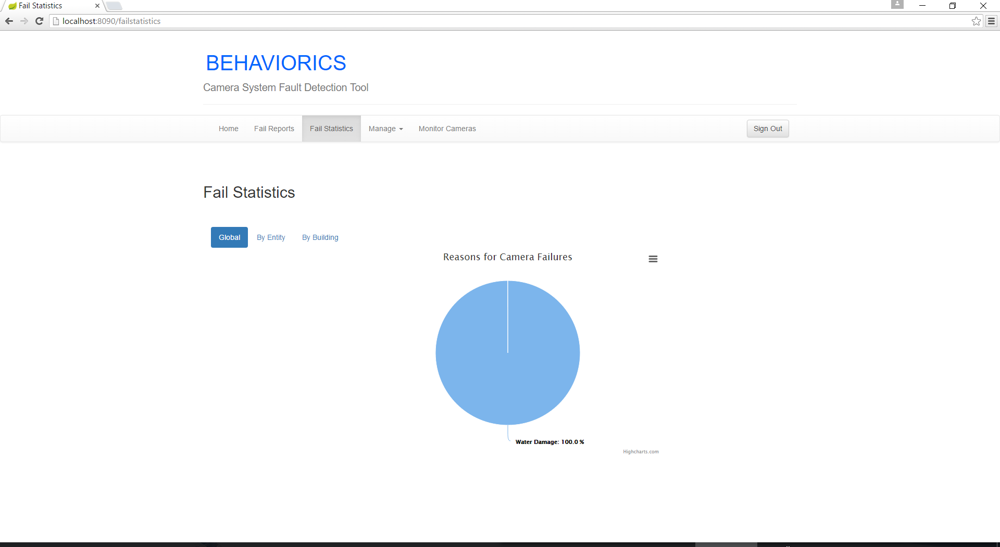 Fail Statistics
localhost:8090/failstatistics
BEHAVIORICS
Camera System Fault Detection Tool
Home Fail Reports Fail Statistics Manage Monitor Cameras Sign Out
Fail Statistics
Global By Entity By Building
Reasons for Camera Failures
Water Damage: 100.0 %
Highcharts.com